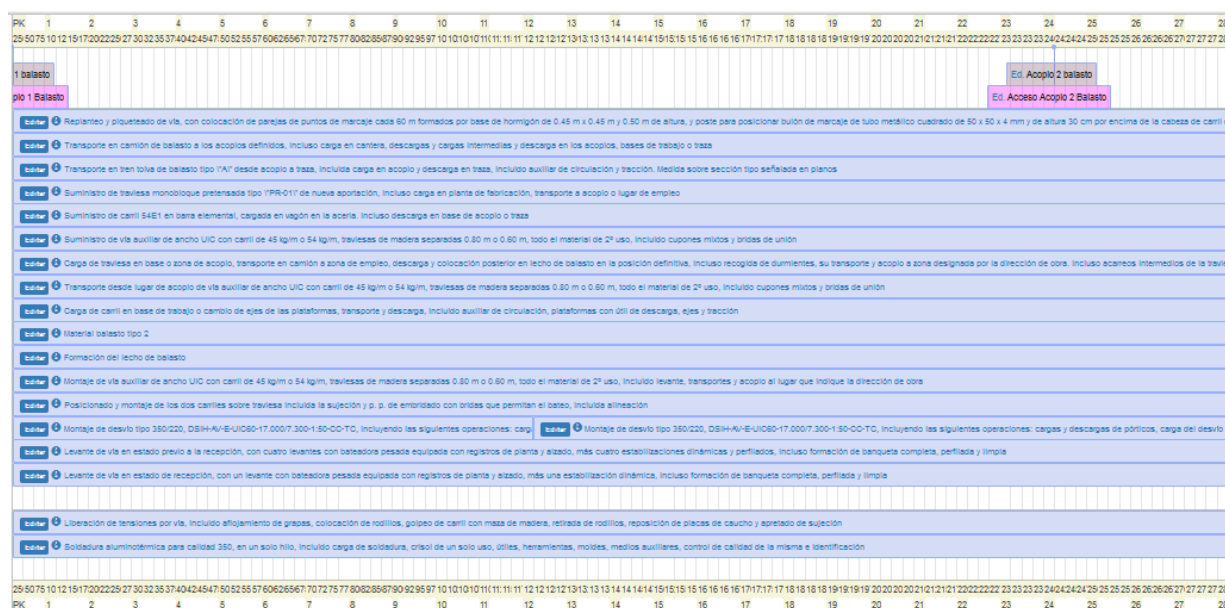 PK 1 2 3 4 5 6 7 8 9 10 11 12 13 14 15 16 17 18 19 20 21 22 23 24 25 26 27
1 balasto Ed. Acopio 2 balasto
pio 1 Balasto Ed. Acceso Acopio 2 Balasto
Editar Replanteo y piqueteado de vía, con colocación de parejas de puntos de marcaje cada 60 m formados por base de hormigón de 0.45 m x 0.45 m y 0.50 m de altura, y poste para posicionar bulón de marcaje de tubo metálico cuadrado de 50 x 50 x 4 mm y de altura 30 cm por encima de la cabeza de carril
Editar Transporte en camión de balasto a los acopios definidos, incluso carga en cantera, descargas y cargas intermedias y descarga en los acopios, bases de trabajo o traza
Editar Transporte en tren tolva de balasto tipo \"A\" desde acopio a traza, incluida carga en acopio y descarga en traza, incluido auxiliar de circulación y tracción. Medida sobre sección tipo señalada en planos
Editar Suministro de traviesa monobloque pretensada tipo \"PR-01\" de nueva aportación, incluso carga en planta de fabricación, transporte a acopio o lugar de empleo
Editar Suministro de carril 54E1 en barra elemental, cargada en vagón en la acería. Incluso descarga en base de acopio o traza
Editar Suministro de vía auxiliar de ancho UIC con carril de 45 kg/m o 54 kg/m, traviesas de madera separadas 0.80 m o 0.60 m, todo el material de 2º uso, incluido cupones mixtos y bridas de unión
Editar Carga de traviesa en base o zona de acopio, transporte en camión a zona de empleo, descarga y colocación posterior en lecho de balasto en la posición definitiva, incluso recogida de durmientes, su transporte y acopio a zona designada por la dirección de obra. Incluso acarreos intermedios de la travie
Editar Transporte desde lugar de acopio de vía auxiliar de ancho UIC con carril de 45 kg/m o 54 kg/m, traviesas de madera separadas 0.80 m o 0.60 m, todo el material de 2º uso, incluido cupones mixtos y bridas de unión
Editar Carga de carril en base de trabajo o cambio de ejes de las plataformas, transporte y descarga, incluido auxiliar de circulación, plataformas con útil de descarga, ejes y tracción
Editar Material balasto tipo 2
Editar Formación del lecho de balasto
Editar Montaje de vía auxiliar de ancho UIC con carril de 45 kg/m o 54 kg/m, traviesas de madera separadas 0.80 m o 0.60 m, todo el material de 2º uso, incluido levante, transportes y acopio al lugar que indique la dirección de obra
Editar Posicionado y montaje de los dos carriles sobre traviesa incluida la sujeción y p. p. de embridado con bridas que permitan el bateo, incluida alineación
Editar Montaje de desvío tipo 350/220, DSIH-AV-E-UIC60-17.000/7.300-1:50-CC-TC, incluyendo las siguientes operaciones: carg Editar Montaje de desvío tipo 350/220, DSIH-AV-E-UIC60-17.000/7.300-1:50-CC-TC, incluyendo las siguientes operaciones: cargas y descargas de pórticos, carga del desvío
Editar Levante de vía en estado previo a la recepción, con cuatro levantes con bateadora pesada equipada con registros de planta y alzado, más cuatro estabilizaciones dinámicas y perfilados, incluso formación de banqueta completa, perfilada y limpia
Editar Levante de vía en estado de recepción, con un levante con bateadora pesada equipada con registros de planta y alzado, más una estabilización dinámica, incluso formación de banqueta completa, perfilada y limpia
Editar Liberación de tensiones por vía, incluido aflojamiento de grapas, colocación de rodillos, golpeo de carril con maza de madera, retirada de rodillos, reposición de placas de caucho y apretado de sujeción
Editar Soldadura aluminotérmica para calidad 350, en un solo hilo, incluido carga de soldadura, crisol de un solo uso, útiles, herramientas, moldes, medios auxiliares, control de calidad de la misma e identificación
PK 1 2 3 4 5 6 7 8 9 10 11 12 13 14 15 16 17 18 19 20 21 22 23 24 25 26 27